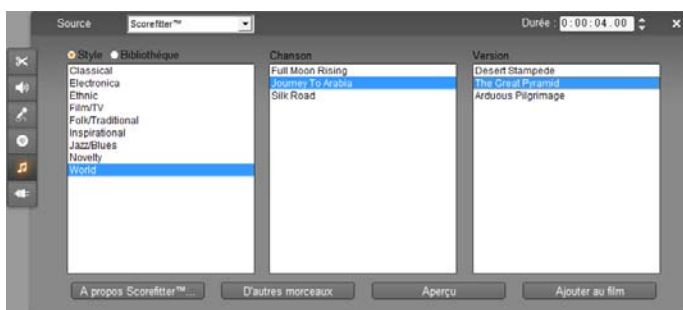 Source Scorefitter™ Durée : 0:00:04.00
Style Bibliothèque Chanson Version
Classical Full Moon Rising Desert Stampede
Electronica Journey To Arabia The Great Pyramid
Ethnic Silk Road Arduous Pilgrimage
Film/TV
Folk/Traditional
Inspirational
Jazz/Blues
Novelty
World
A propos Scorefitter™... D'autres morceaux Aperçu Ajouter au film